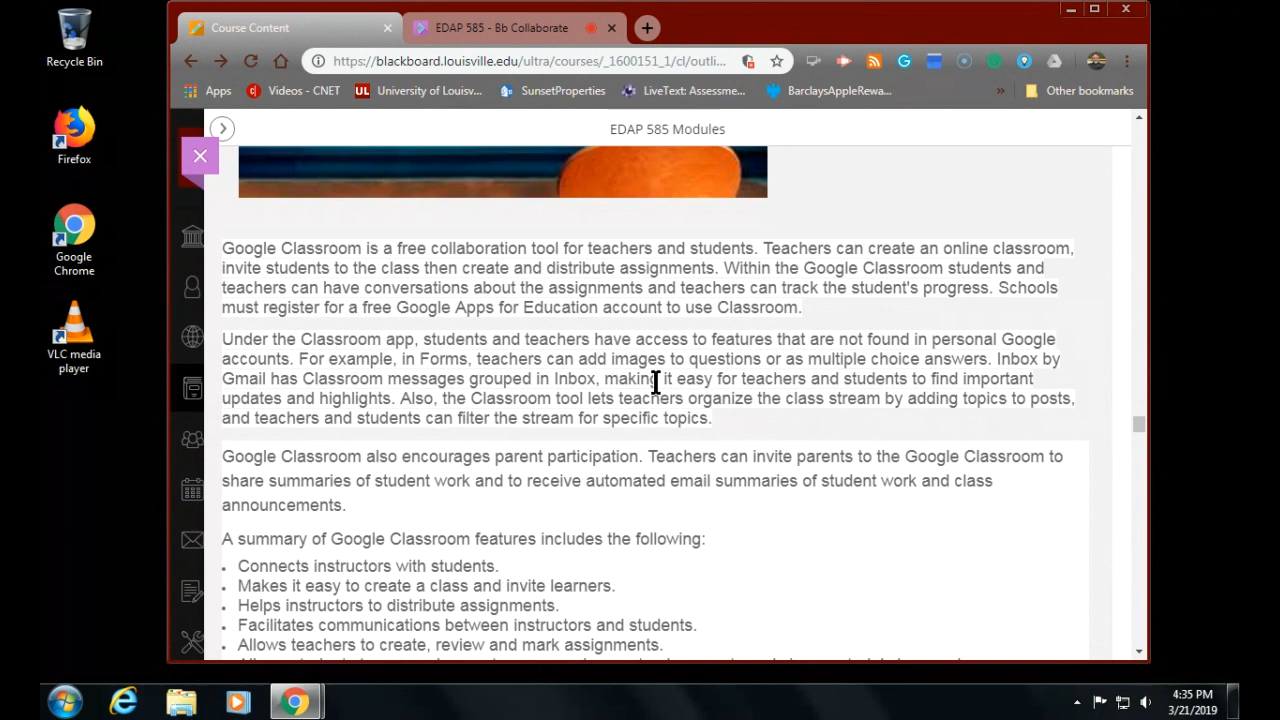 Recycle Bin
Firefox
Google
Chrome
VLC media
player
Course Content
EDAP 585 - Bb Collaborate
https://blackboard.louisville.edu/ultra/courses/_1600151_1/cl/outli...
Apps
Videos - CNET
University of Louisv...
SunsetProperties
LiveText: Assessme...
BarclaysAppleRewa...
»
Other bookmarks
EDAP 585 Modules
Google Classroom is a free collaboration tool for teachers and students. Teachers can create an online classroom,
invite students to the class then create and distribute assignments. Within the Google Classroom students and
teachers can have conversations about the assignments and teachers can track the student's progress. Schools
must register for a free Google Apps for Education account to use Classroom.
Under the Classroom app, students and teachers have access to features that are not found in personal Google
accounts. For example, in Forms, teachers can add images to questions or as multiple choice answers. Inbox by
Gmail has Classroom messages grouped in Inbox, making it easy for teachers and students to find important
updates and highlights. Also, the Classroom tool lets teachers organize the class stream by adding topics to posts,
and teachers and students can filter the stream for specific topics.
Google Classroom also encourages parent participation. Teachers can invite parents to the Google Classroom to
share summaries of student work and to receive automated email summaries of student work and class
announcements.
A summary of Google Classroom features includes the following:
• Connects instructors with students.
• Makes it easy to create a class and invite learners.
• Helps instructors to distribute assignments.
• Facilitates communications between instructors and students.
• Allows teachers to create, review and mark assignments.
4:35 PM
3/21/2019